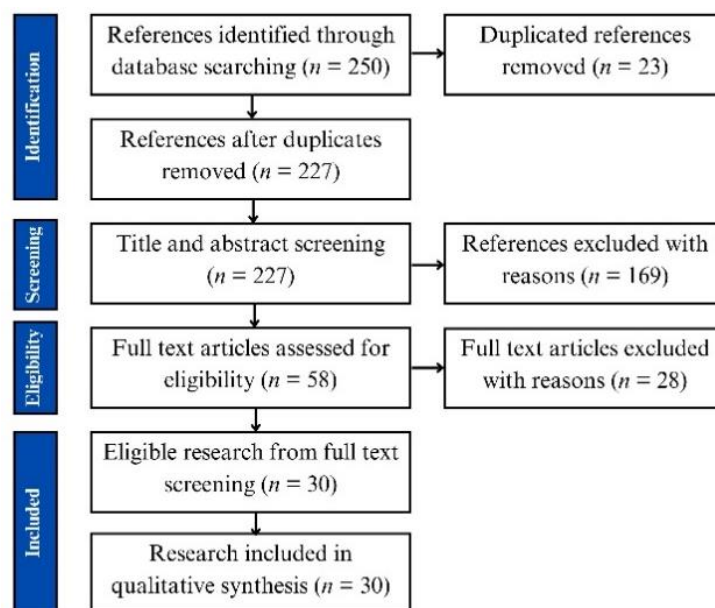 Identification
References identified through
database searching (n = 250)
Duplicated references
removed (n = 23)
References after duplicates
removed (n = 227)
Screening
Title and abstract screening
(n = 227)
References excluded with
reasons (n = 169)
Eligibility
Full text articles assessed for
eligibility (n = 58)
Full text articles excluded
with reasons (n = 28)
Included
Eligible research from full text
screening (n = 30)
Research included in
qualitative synthesis (n = 30)